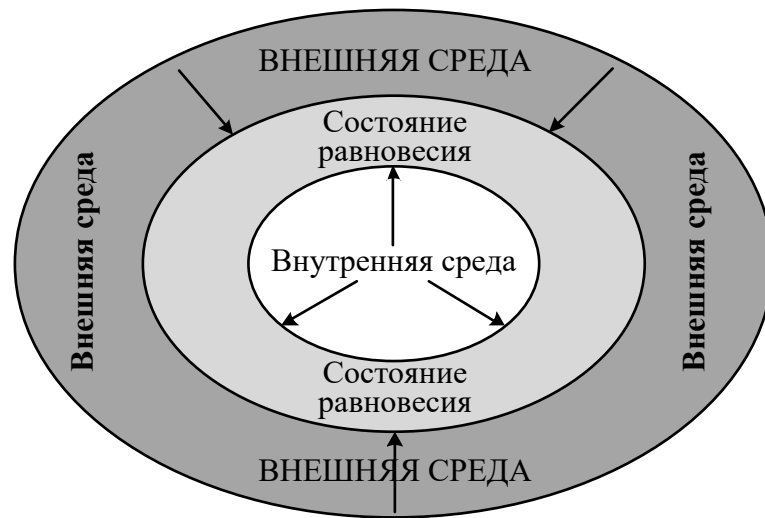 ВНЕШНЯЯ СРЕДА
Состояние
равновесия
Внешняя среда
Внутренняя среда
Внешняя среда
Состояние
равновесия
ВНЕШНЯЯ СРЕДА